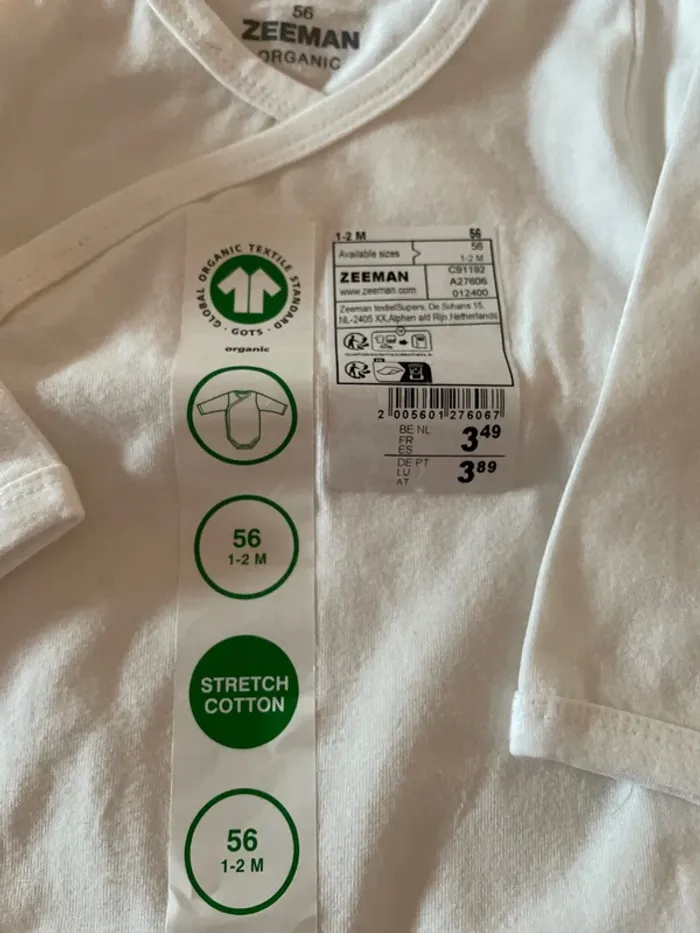 56
ZEEMAN
ORGANIC
GLOBAL ORGANIC TEXTILE STANDARD
· GOTS ·
organic
56
1-2 M
STRETCH
COTTON
56
1-2 M
1-2 M 56
Available sizes 56
1-2 M
ZEEMAN C91192
www.zeeman.com A27606
012400
Zeeman textielSupers, De Schans 15,
NL-2405 XX,Alphen a/d Rijn,Netherlands
2 005601 276067
BE NL
FR
ES
3 49
DE PT
LU
AT
3 89